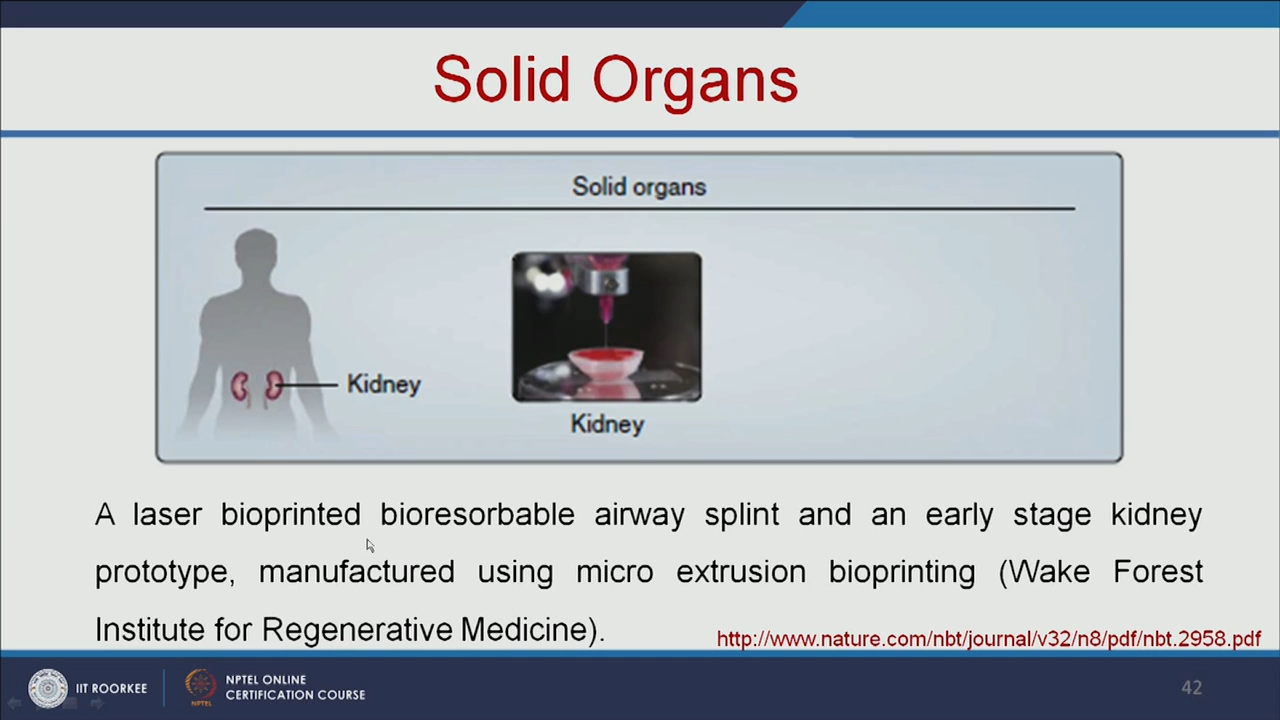 Solid Organs
Solid organs
Kidney
Kidney
A laser bioprinted bioresorbable airway splint and an early stage kidney
prototype, manufactured using micro extrusion bioprinting (Wake Forest
Institute for Regenerative Medicine).
http://www.nature.com/nbt/journal/v32/n8/pdf/nbt.2958.pdf
IIT ROORKEE
NPTEL
NPTEL ONLINE
CERTIFICATION COURSE
42